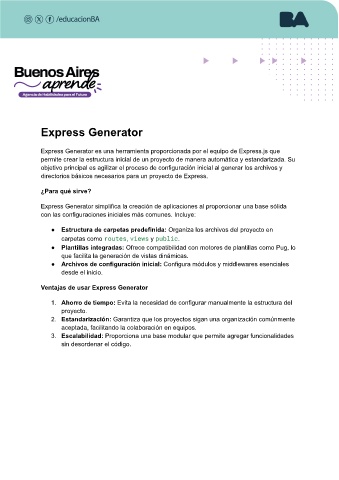 /educacionBA
BA
Buenos Aires
aprende
Agencia de Habilidades para el Futuro
Express Generator
Express Generator es una herramienta proporcionada por el equipo de Express.js que
permite crear la estructura inicial de un proyecto de manera automática y estandarizada. Su
objetivo principal es agilizar el proceso de configuración inicial al generar los archivos y
directorios básicos necesarios para un proyecto de Express.
¿Para qué sirve?
Express Generator simplifica la creación de aplicaciones al proporcionar una base sólida
con las configuraciones iniciales más comunes. Incluye:
● Estructura de carpetas predefinida: Organiza los archivos del proyecto en
carpetas como routes, views y public.
● Plantillas integradas: Ofrece compatibilidad con motores de plantillas como Pug, lo
que facilita la generación de vistas dinámicas.
● Archivos de configuración inicial: Configura módulos y middlewares esenciales
desde el inicio.
Ventajas de usar Express Generator
1. Ahorro de tiempo: Evita la necesidad de configurar manualmente la estructura del
proyecto.
2. Estandarización: Garantiza que los proyectos sigan una organización comúnmente
aceptada, facilitando la colaboración en equipos.
3. Escalabilidad: Proporciona una base modular que permite agregar funcionalidades
sin desordenar el código.